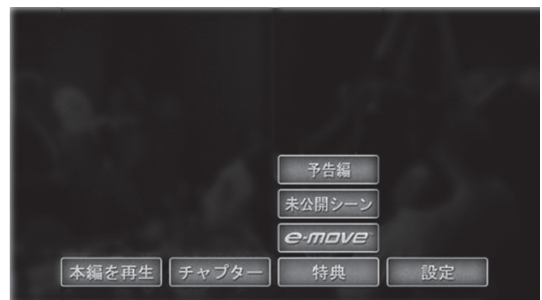 予告編
未公開シーン
e-move
本編を再生 チャプター 特典 設定